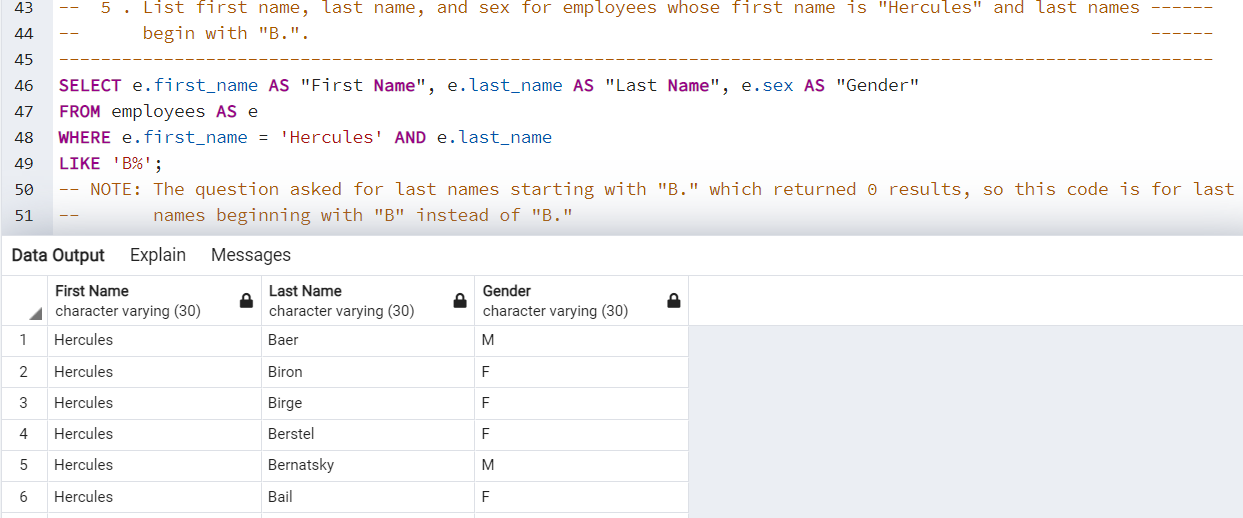 43 --  5 . List first name, last name, and sex for employees whose first name is "Hercules" and last names ------
44 --      begin with "B.".                                                                                ------
45 --------------------------------------------------------------------------------------------------------------
46 SELECT e.first_name AS "First Name", e.last_name AS "Last Name", e.sex AS "Gender"
47 FROM employees AS e
48 WHERE e.first_name = 'Hercules' AND e.last_name
49 LIKE 'B%';
50 -- NOTE: The question asked for last names starting with "B." which returned 0 results, so this code is for last
51 --       names beginning with "B" instead of "B."
Data Output Explain Messages
First Name Last Name Gender
character varying (30) character varying (30) character varying (30)
1 Hercules Baer M
2 Hercules Biron F
3 Hercules Birge F
4 Hercules Berstel F
5 Hercules Bernatsky M
6 Hercules Bail F